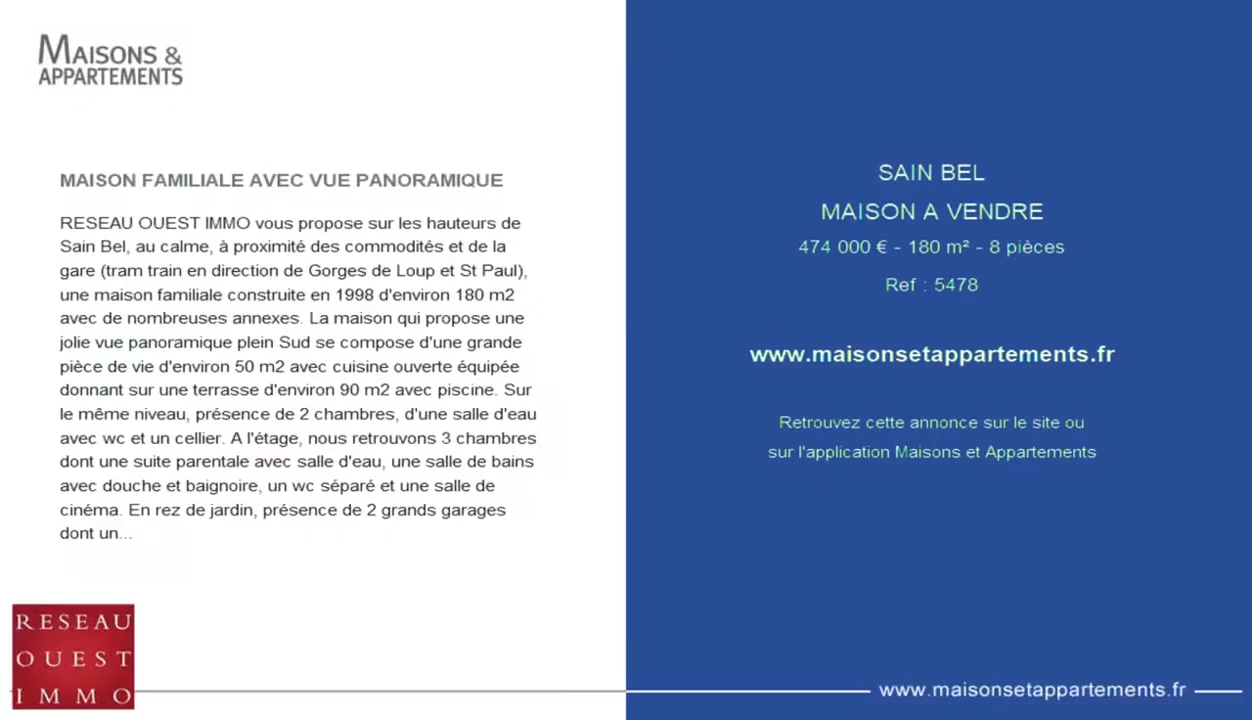 MAISONS &
APPARTEMENTS
MAISON FAMILIALE AVEC VUE PANORAMIQUE
RESEAU OUEST IMMO vous propose sur les hauteurs de
Sain Bel, au calme, à proximité des commodités et de la
gare (tram train en direction de Gorges de Loup et St Paul),
une maison familiale construite en 1998 d'environ 180 m2
avec de nombreuses annexes. La maison qui propose une
jolie vue panoramique plein Sud se compose d'une grande
pièce de vie d'environ 50 m2 avec cuisine ouverte équipée
donnant sur une terrasse d'environ 90 m2 avec piscine. Sur
le même niveau, présence de 2 chambres, d'une salle d'eau
avec wc et un cellier. A l'étage, nous retrouvons 3 chambres
dont une suite parentale avec salle d'eau, une salle de bains
avec douche et baignoire, un wc séparé et une salle de
cinéma. En rez de jardin, présence de 2 grands garages
dont un...
RESEAU
OUEST
IMMO
SAIN BEL
MAISON A VENDRE
474 000 € - 180 m² - 8 pièces
Ref : 5478
www.maisonsetappartements.fr
Retrouvez cette annonce sur le site ou
sur l'application Maisons et Appartements
www.maisonsetappartements.fr